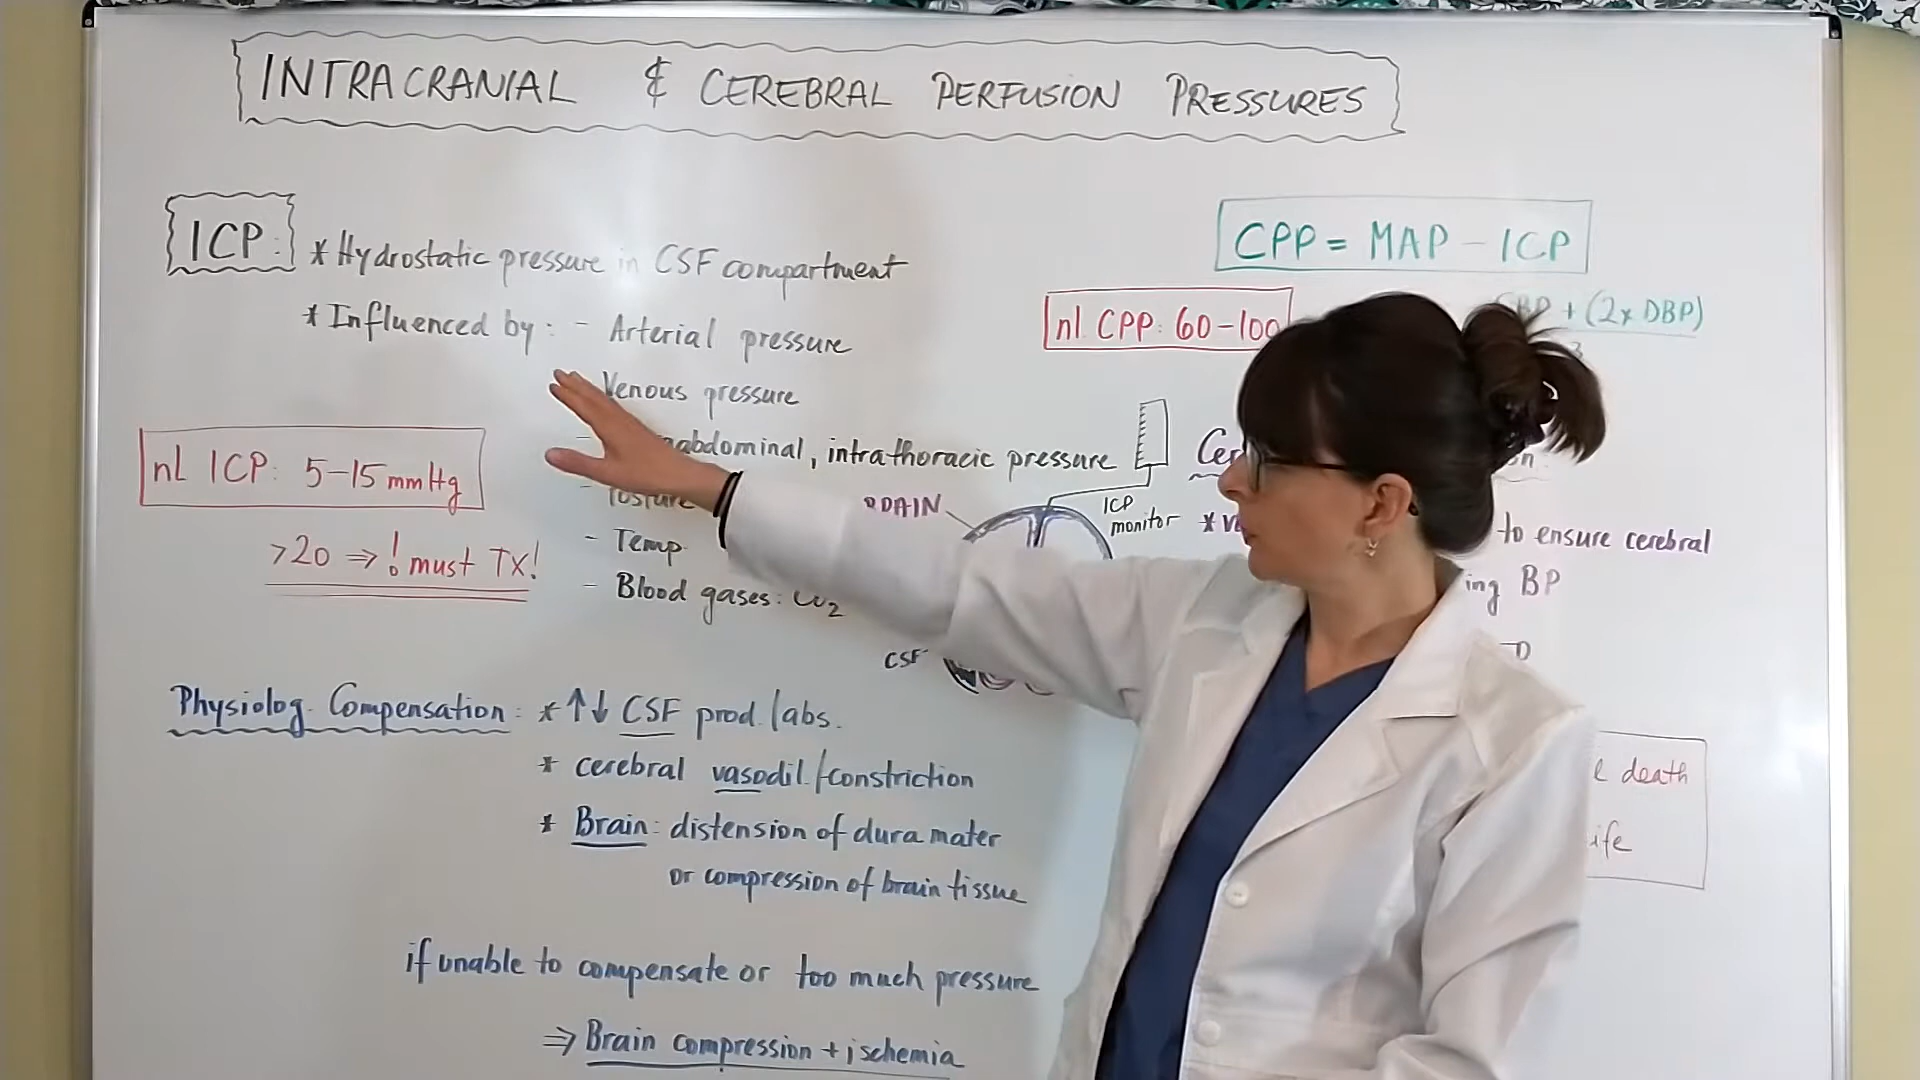 INTRACRANIAL & CEREBRAL PERFUSION PRESSURES
ICP:
* Hydrostatic pressure in CSF compartment
* Influenced by: - Arterial pressure
Venous pressure
abdominal, intrathoracic pressure
- Posture
- Temp
- Blood gases: CO2
nl ICP: 5-15 mmHg
>20 ⇒ ! must TX!
Physiolog. Compensation: * ↑↓ CSF prod./abs.
* cerebral vasodil./constriction
* Brain: distension of dura mater
or compression of brain tissue
if unable to compensate or too much pressure
⇒ Brain compression + ischemia
CPP = MAP - ICP
nl CPP: 60-100
SBP + (2x DBP)
3
ICP
monitor
CSF
to ensure cerebral
ing BP
death
ife